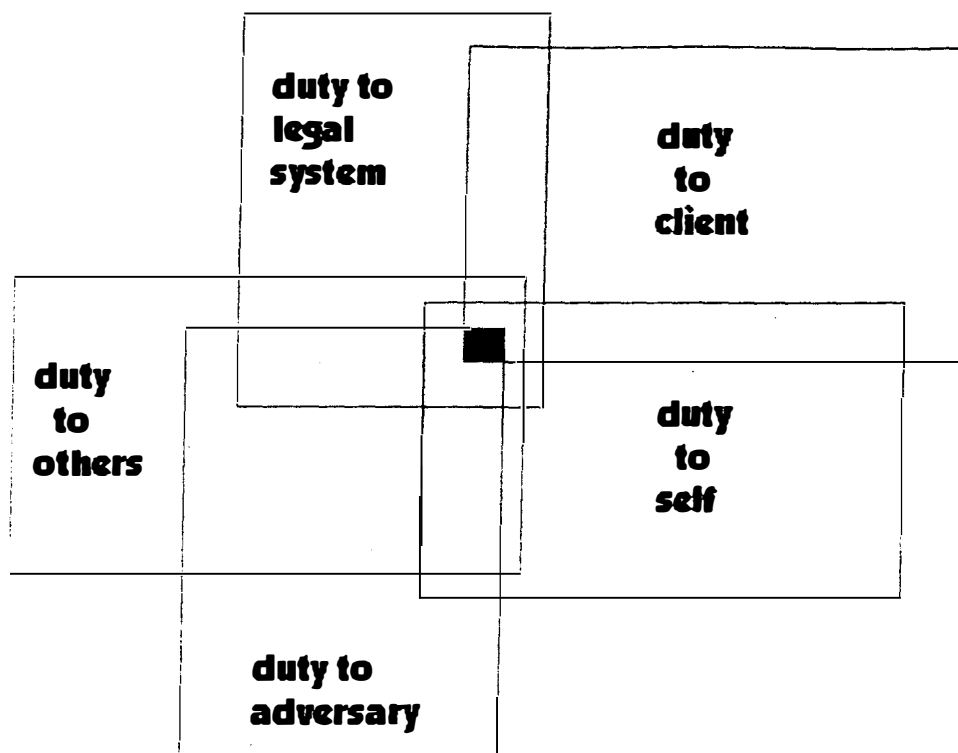 duty to
legal
system
duty
to
client
duty
to
others
duty
to
self
duty to
adversary